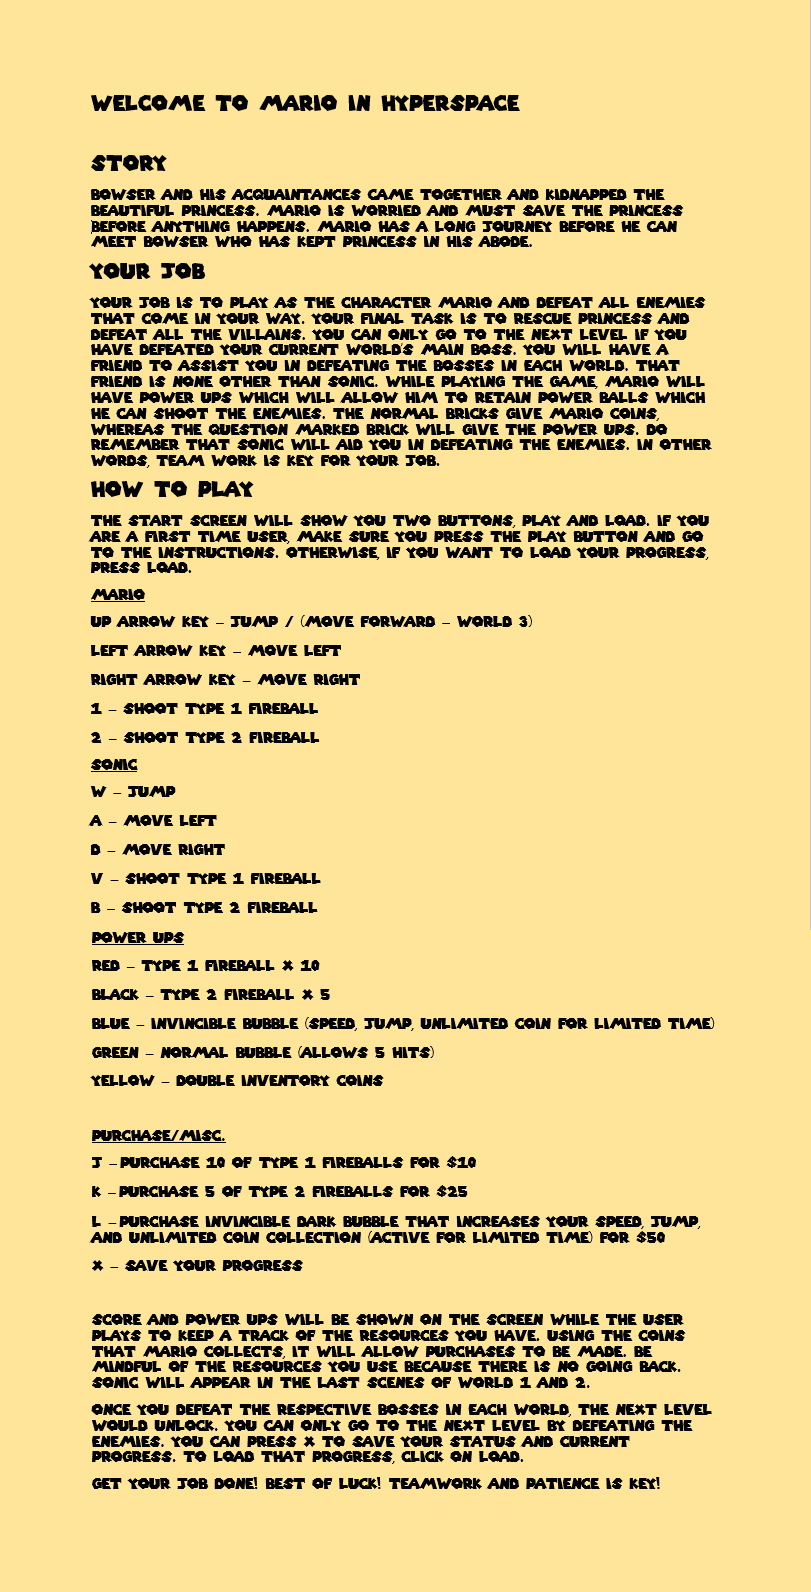 WELCOME TO MARIO IN HYPERSPACE
STORY
BOWSER AND HIS ACQUAINTANCES CAME TOGETHER AND KIDNAPPED THE
BEAUTIFUL PRINCESS. MARIO IS WORRIED AND MUST SAVE THE PRINCESS
BEFORE ANYTHING HAPPENS. MARIO HAS A LONG JOURNEY BEFORE HE CAN
MEET BOWSER WHO HAS KEPT PRINCESS IN HIS ABODE.
YOUR JOB
YOUR JOB IS TO PLAY AS THE CHARACTER MARIO AND DEFEAT ALL ENEMIES
THAT COME IN YOUR WAY. YOUR FINAL TASK IS TO RESCUE PRINCESS AND
DEFEAT ALL THE VILLAINS. YOU CAN ONLY GO TO THE NEXT LEVEL IF YOU
HAVE DEFEATED YOUR CURRENT WORLD'S MAIN BOSS. YOU WILL HAVE A
FRIEND TO ASSIST YOU IN DEFEATING THE BOSSES IN EACH WORLD. THAT
FRIEND IS NONE OTHER THAN SONIC. WHILE PLAYING THE GAME, MARIO WILL
HAVE POWER UPS WHICH WILL ALLOW HIM TO RETAIN POWER BALLS WHICH
HE CAN SHOOT THE ENEMIES. THE NORMAL BRICKS GIVE MARIO COINS,
WHEREAS THE QUESTION MARKED BRICK WILL GIVE THE POWER UPS. DO
REMEMBER THAT SONIC WILL AID YOU IN DEFEATING THE ENEMIES. IN OTHER
WORDS, TEAM WORK IS KEY FOR YOUR JOB.
HOW TO PLAY
THE START SCREEN WILL SHOW YOU TWO BUTTONS, PLAY AND LOAD. IF YOU
ARE A FIRST TIME USER, MAKE SURE YOU PRESS THE PLAY BUTTON AND GO
TO THE INSTRUCTIONS. OTHERWISE, IF YOU WANT TO LOAD YOUR PROGRESS,
PRESS LOAD.
MARIO
UP ARROW KEY – JUMP / (MOVE FORWARD – WORLD 3)
LEFT ARROW KEY – MOVE LEFT
RIGHT ARROW KEY – MOVE RIGHT
1 – SHOOT TYPE 1 FIREBALL
2 – SHOOT TYPE 2 FIREBALL
SONIC
W – JUMP
A – MOVE LEFT
D – MOVE RIGHT
V – SHOOT TYPE 1 FIREBALL
B – SHOOT TYPE 2 FIREBALL
POWER UPS
RED – TYPE 1 FIREBALL X 10
BLACK – TYPE 2 FIREBALL X 5
BLUE – INVINCIBLE BUBBLE (SPEED, JUMP, UNLIMITED COIN FOR LIMITED TIME)
GREEN – NORMAL BUBBLE (ALLOWS 5 HITS)
YELLOW – DOUBLE INVENTORY COINS
PURCHASE/MISC.
J –PURCHASE 10 OF TYPE 1 FIREBALLS FOR $10
K –PURCHASE 5 OF TYPE 2 FIREBALLS FOR $25
L –PURCHASE INVINCIBLE DARK BUBBLE THAT INCREASES YOUR SPEED, JUMP,
AND UNLIMITED COIN COLLECTION (ACTIVE FOR LIMITED TIME) FOR $50
X – SAVE YOUR PROGRESS
SCORE AND POWER UPS WILL BE SHOWN ON THE SCREEN WHILE THE USER
PLAYS TO KEEP A TRACK OF THE RESOURCES YOU HAVE. USING THE COINS
THAT MARIO COLLECTS, IT WILL ALLOW PURCHASES TO BE MADE. BE
MINDFUL OF THE RESOURCES YOU USE BECAUSE THERE IS NO GOING BACK.
SONIC WILL APPEAR IN THE LAST SCENES OF WORLD 1 AND 2.
ONCE YOU DEFEAT THE RESPECTIVE BOSSES IN EACH WORLD, THE NEXT LEVEL
WOULD UNLOCK. YOU CAN ONLY GO TO THE NEXT LEVEL BY DEFEATING THE
ENEMIES. YOU CAN PRESS X TO SAVE YOUR STATUS AND CURRENT
PROGRESS. TO LOAD THAT PROGRESS, CLICK ON LOAD.
GET YOUR JOB DONE! BEST OF LUCK! TEAMWORK AND PATIENCE IS KEY!